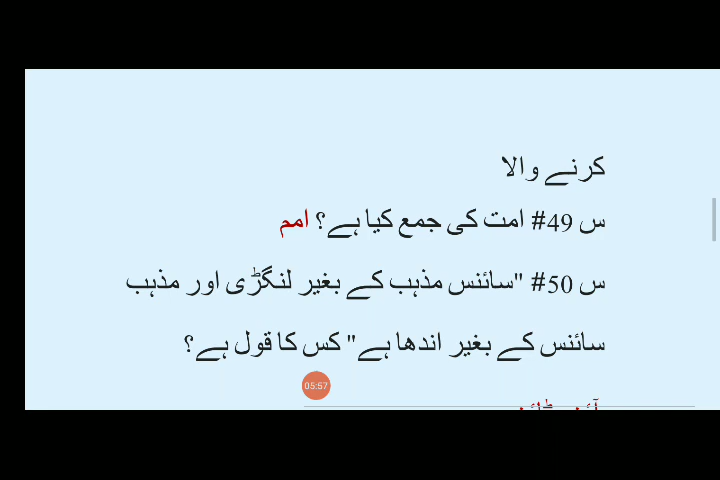 کرنے والا
س 49# امت کی جمع کیا ہے؟ امم
س 50# "سائنس مذہب کے بغیر لنگڑی اور مذہب
سائنس کے بغیر اندھا ہے" کس کا قول ہے؟
05:57